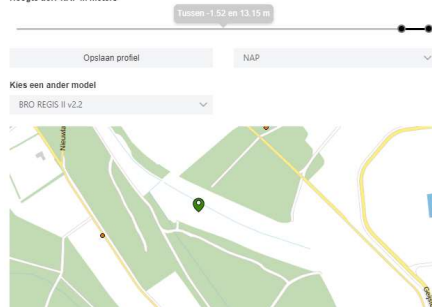 Tussen -1.52 en 13.15 m
Opslaan profiel
NAP
Kies een ander model
BRO REGIS II v2.2